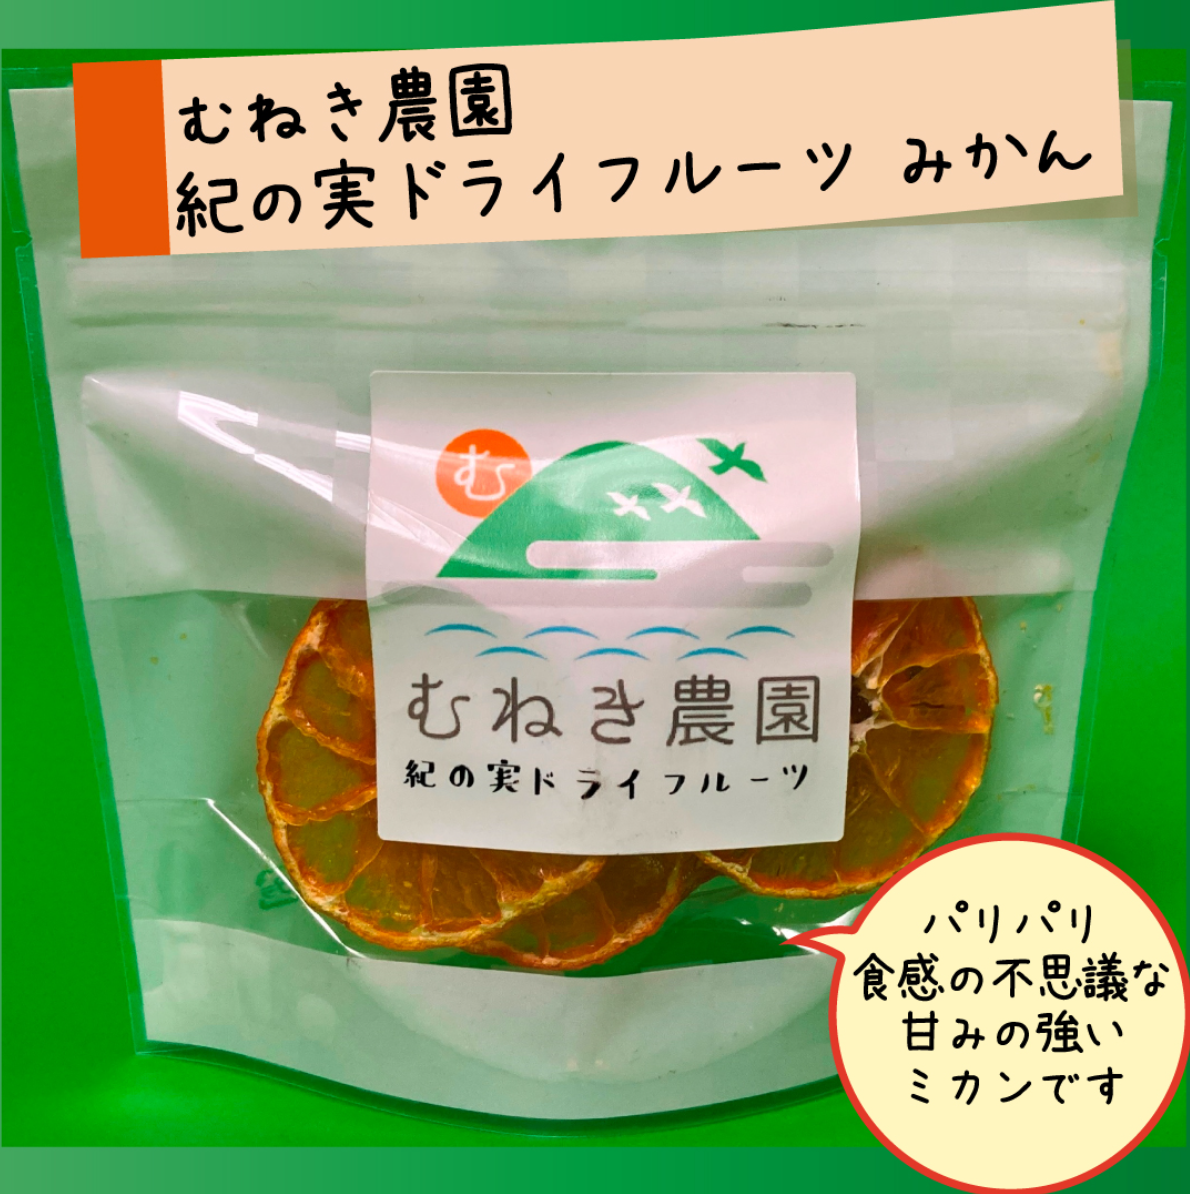 むねき農園
紀の実ドライフルーツ みかん
む
むねき農園
紀の実ドライフルーツ
パリパリ
食感の不思議な
甘みの強い
ミカンです